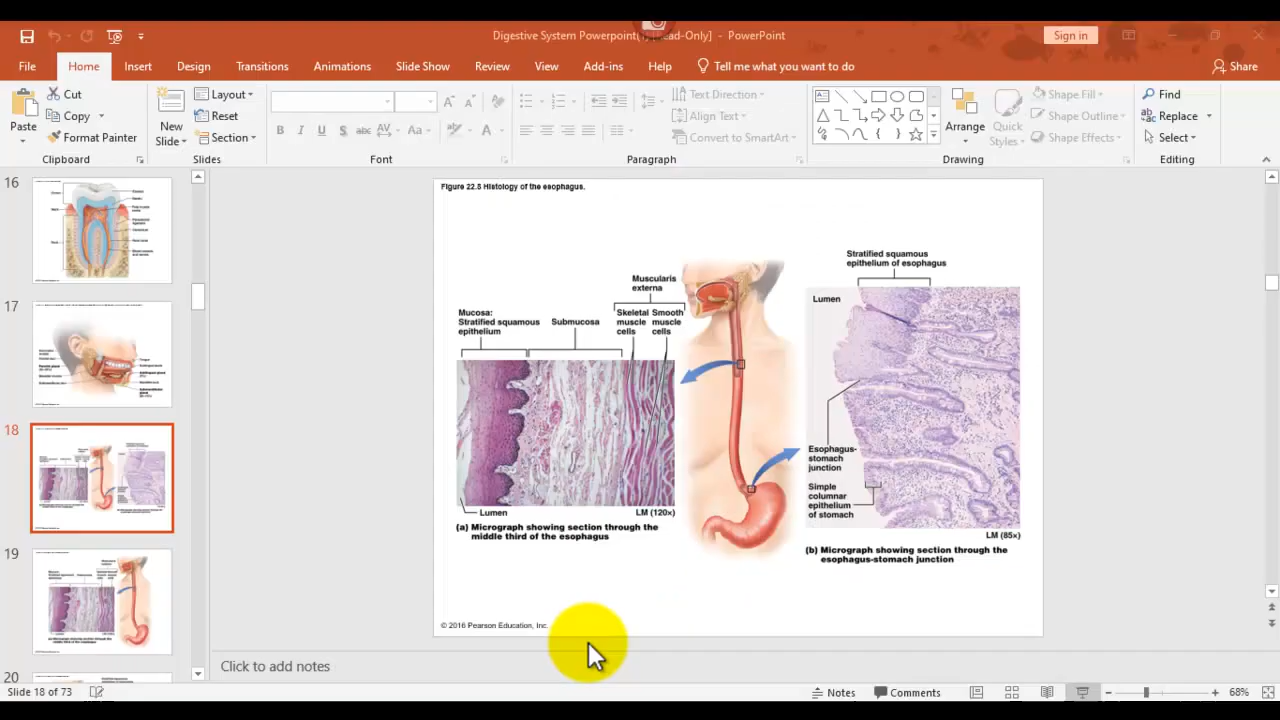 Digestive System Powerpoint(1) [Read-Only] - PowerPoint
Sign in
File Home Insert Design Transitions Animations Slide Show Review View Add-ins Help Tell me what you want to do Share
Paste
Cut
Copy
Format Painter
Clipboard
New
Slide
Layout
Reset
Section
Slides
Font
Text Direction
Align Text
Convert to SmartArt
Paragraph
Arrange
Quick
Styles
Shape Fill
Shape Outline
Shape Effects
Drawing
Find
Replace
Select
Editing
16
17
18
19
20
Figure 22.8 Histology of the esophagus.
Mucosa:
Stratified squamous
epithelium
Submucosa
Muscularis
externa
Skeletal
muscle
cells
Smooth
muscle
cells
Lumen
LM (120×)
(a) Micrograph showing section through the
middle third of the esophagus
Stratified squamous
epithelium of esophagus
Lumen
Esophagus-
stomach
junction
Simple
columnar
epithelium
of stomach
LM (85×)
(b) Micrograph showing section through the
esophagus-stomach junction
© 2016 Pearson Education, Inc.
Click to add notes
Slide 18 of 73
Notes
Comments
68%